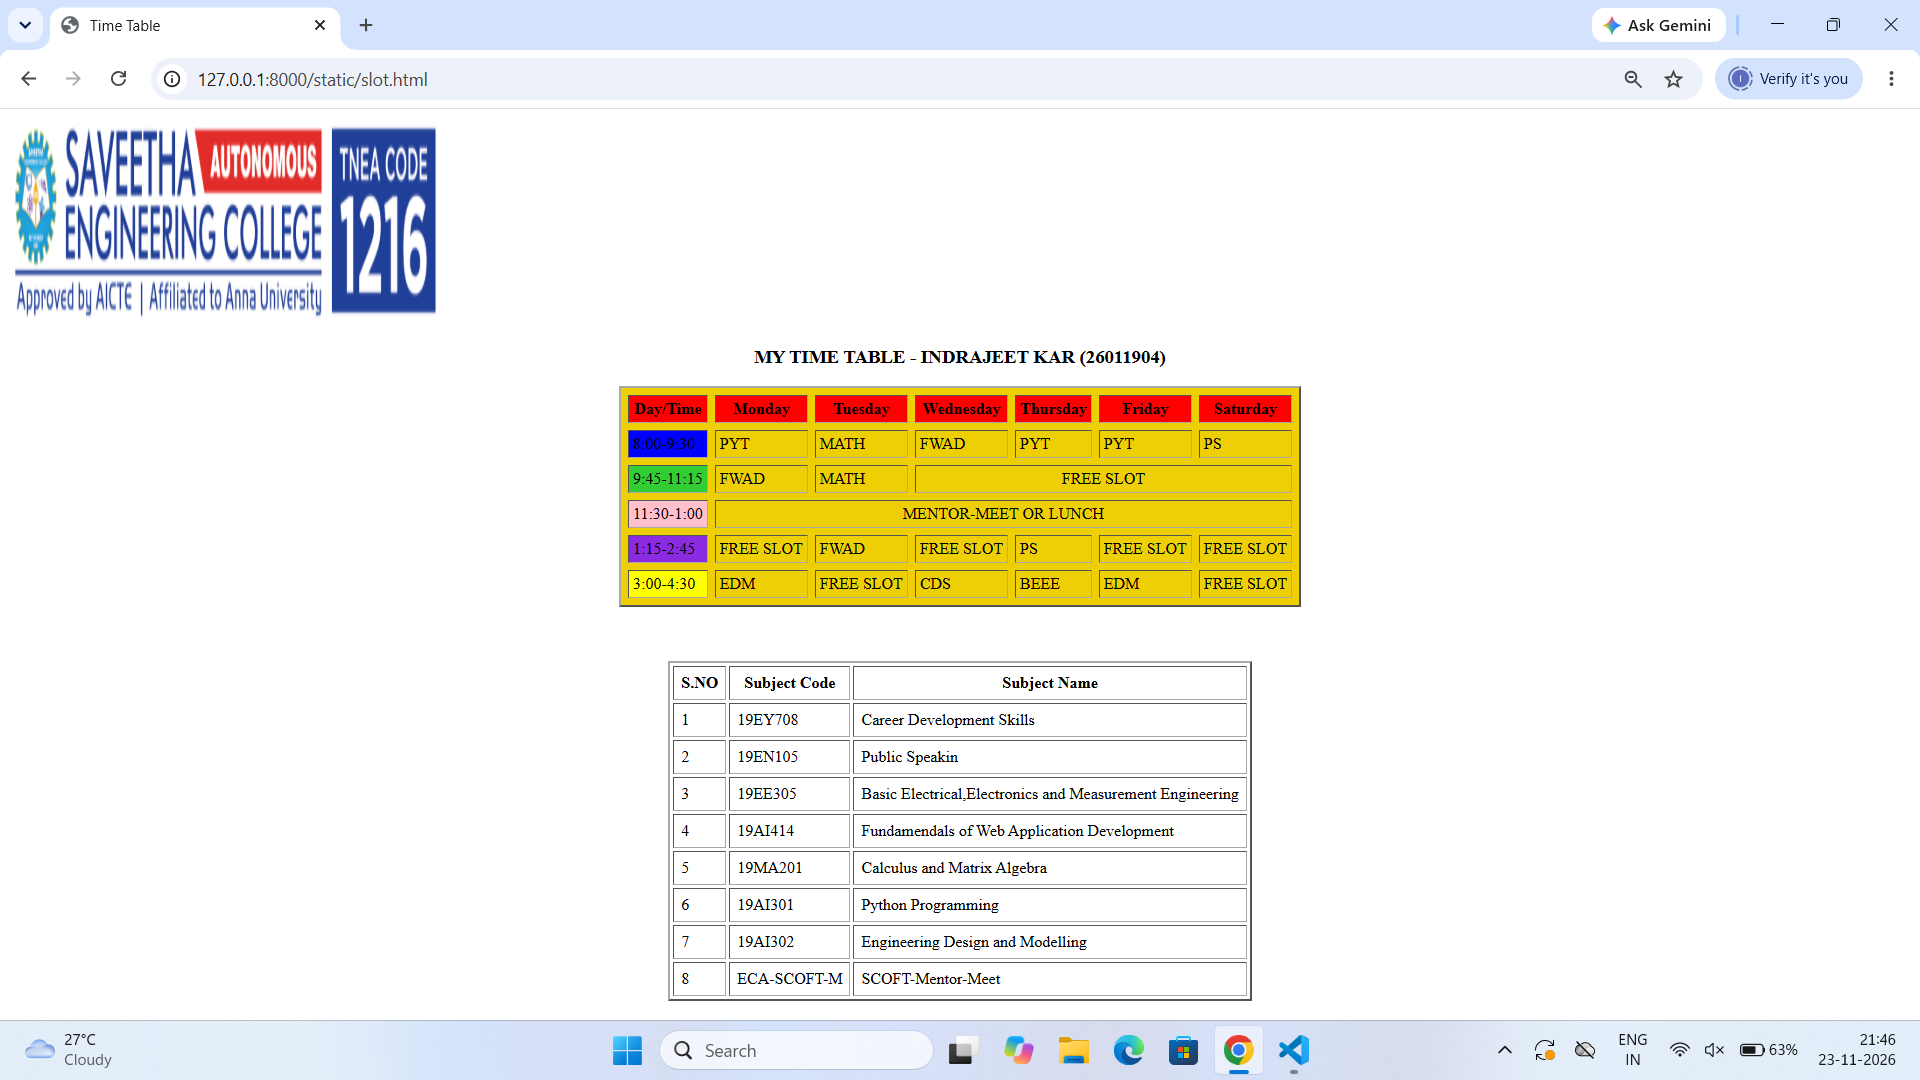 Time Table
Ask Gemini
127.0.0.1:8000/static/slot.html
Verify it's you
SAVEETHA AUTONOMOUS
ENGINEERING COLLEGE
Approved by AICTE | Affiliated to Anna University
TNEA CODE
1216
MY TIME TABLE - INDRAJEET KAR (26011904)
Day/Time Monday Tuesday Wednesday Thursday Friday Saturday
8:00-9:30 PYT MATH FWAD PYT PYT PS
9:45-11:15 FWAD MATH FREE SLOT
11:30-1:00 MENTOR-MEET OR LUNCH
1:15-2:45 FREE SLOT FWAD FREE SLOT PS FREE SLOT FREE SLOT
3:00-4:30 EDM FREE SLOT CDS BEEE EDM FREE SLOT
S.NO Subject Code Subject Name
1 19EY708 Career Development Skills
2 19EN105 Public Speakin
3 19EE305 Basic Electrical,Electronics and Measurement Engineering
4 19AI414 Fundamendals of Web Application Development
5 19MA201 Calculus and Matrix Algebra
6 19AI301 Python Programming
7 19AI302 Engineering Design and Modelling
8 ECA-SCOFT-M SCOFT-Mentor-Meet
27°C
Cloudy
Search
ENG
IN
63%
21:46
23-11-2026